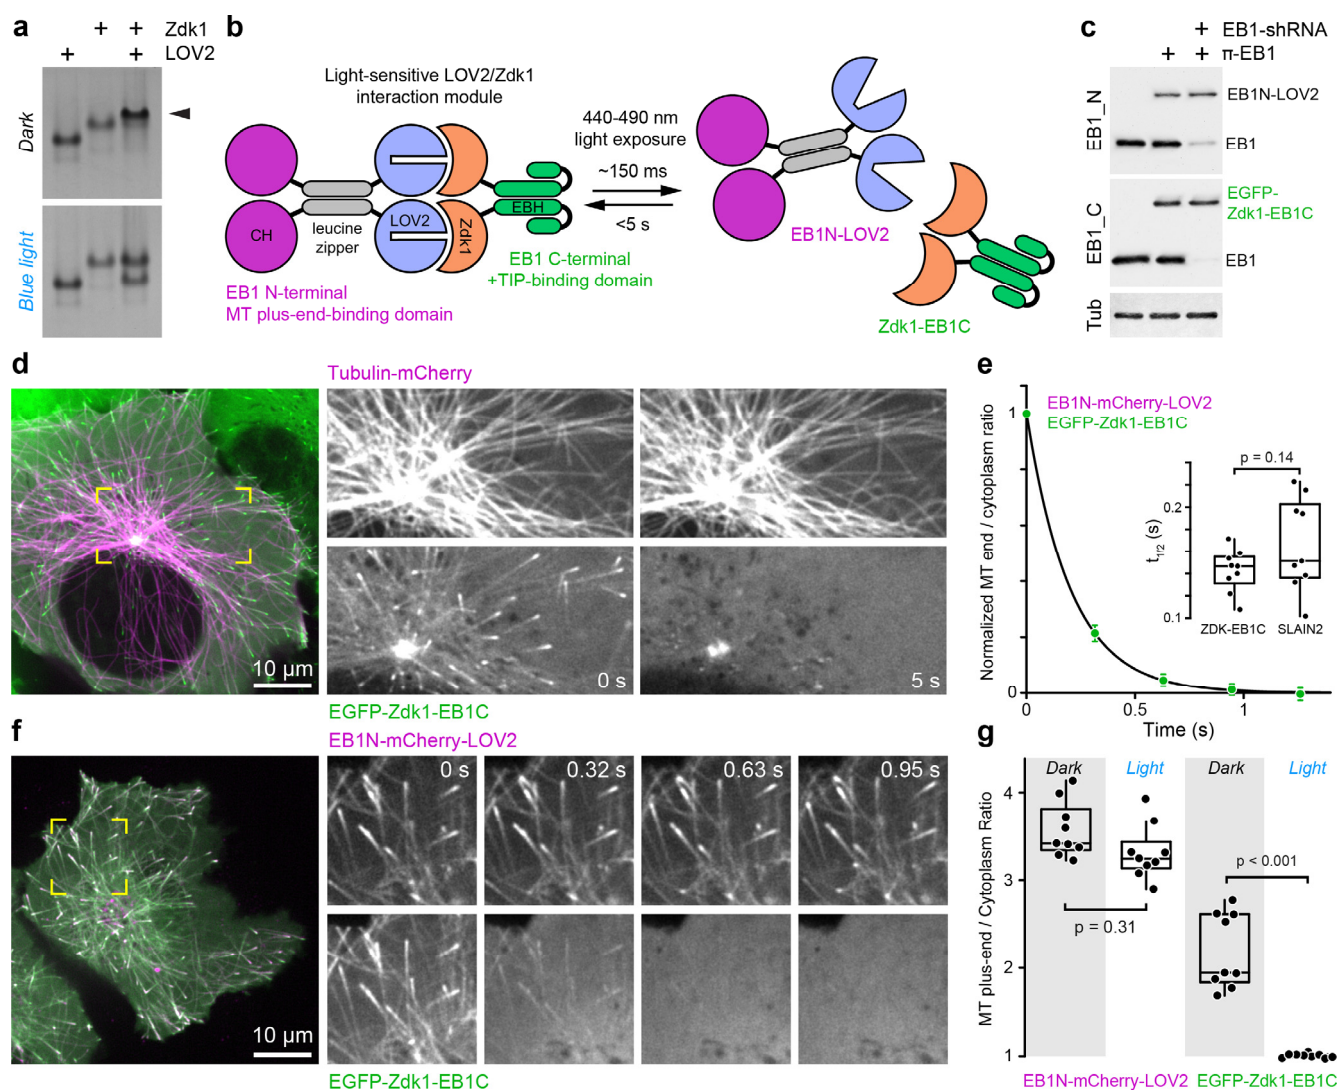 a
+ + Zdk1
+ + LOV2
Dark
Blue light
b
Light-sensitive LOV2/Zdk1
interaction module
440-490 nm
light exposure
~150 ms
<5 s
CH
leucine
zipper
LOV2
Zdk1
EBH
EB1 N-terminal
MT plus-end-binding domain
EB1 C-terminal
+TIP-binding domain
EB1N-LOV2
Zdk1-EB1C
c
+ EB1-shRNA
+ + π-EB1
EB1_N
EB1N-LOV2
EB1
EB1_C
EGFP-
Zdk1-EB1C
EB1
Tub
d
Tubulin-mCherry
10 µm
0 s
5 s
EGFP-Zdk1-EB1C
e
EB1N-mCherry-LOV2
EGFP-Zdk1-EB1C
Normalized MT end / cytoplasm ratio
1
0
0
0.5
1
Time (s)
p = 0.14
t1/2 (s)
0.2
0.1
ZDK-EB1C
SLAIN2
f
EB1N-mCherry-LOV2
0 s
0.32 s
0.63 s
0.95 s
10 µm
EGFP-Zdk1-EB1C
g
Dark
Light
Dark
Light
MT plus-end / Cytoplasm Ratio
4
3
2
1
p = 0.31
p < 0.001
EB1N-mCherry-LOV2
EGFP-Zdk1-EB1C